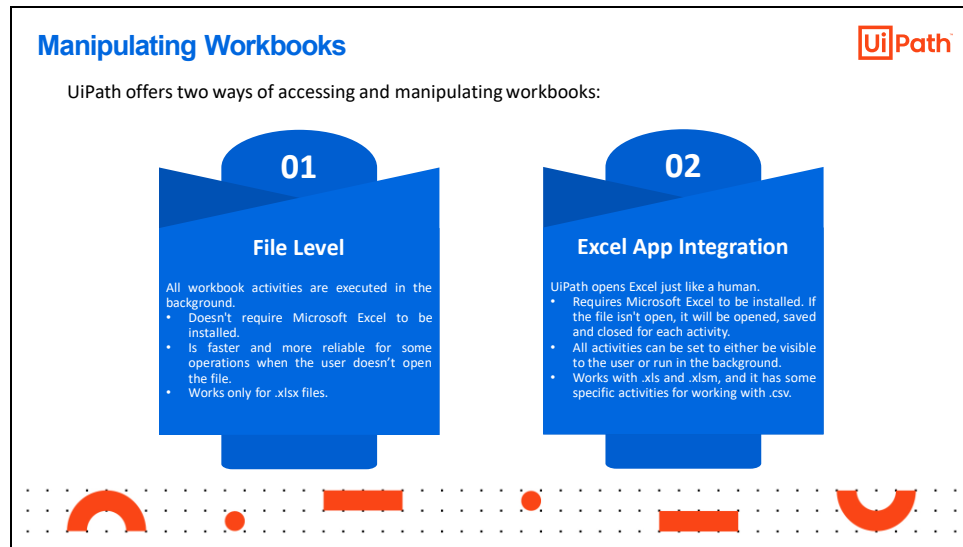 Manipulating Workbooks
UiPath
UiPath offers two ways of accessing and manipulating workbooks:
01
File Level
All workbook activities are executed in the
background.
• Doesn't require Microsoft Excel to be
installed.
• Is faster and more reliable for some
operations when the user doesn’t open
the file.
• Works only for .xlsx files.
02
Excel App Integration
UiPath opens Excel just like a human.
• Requires Microsoft Excel to be installed. If
the file isn't open, it will be opened, saved
and closed for each activity.
• All activities can be set to either be visible
to the user or run in the background.
• Works with .xls and .xlsm, and it has some
specific activities for working with .csv.